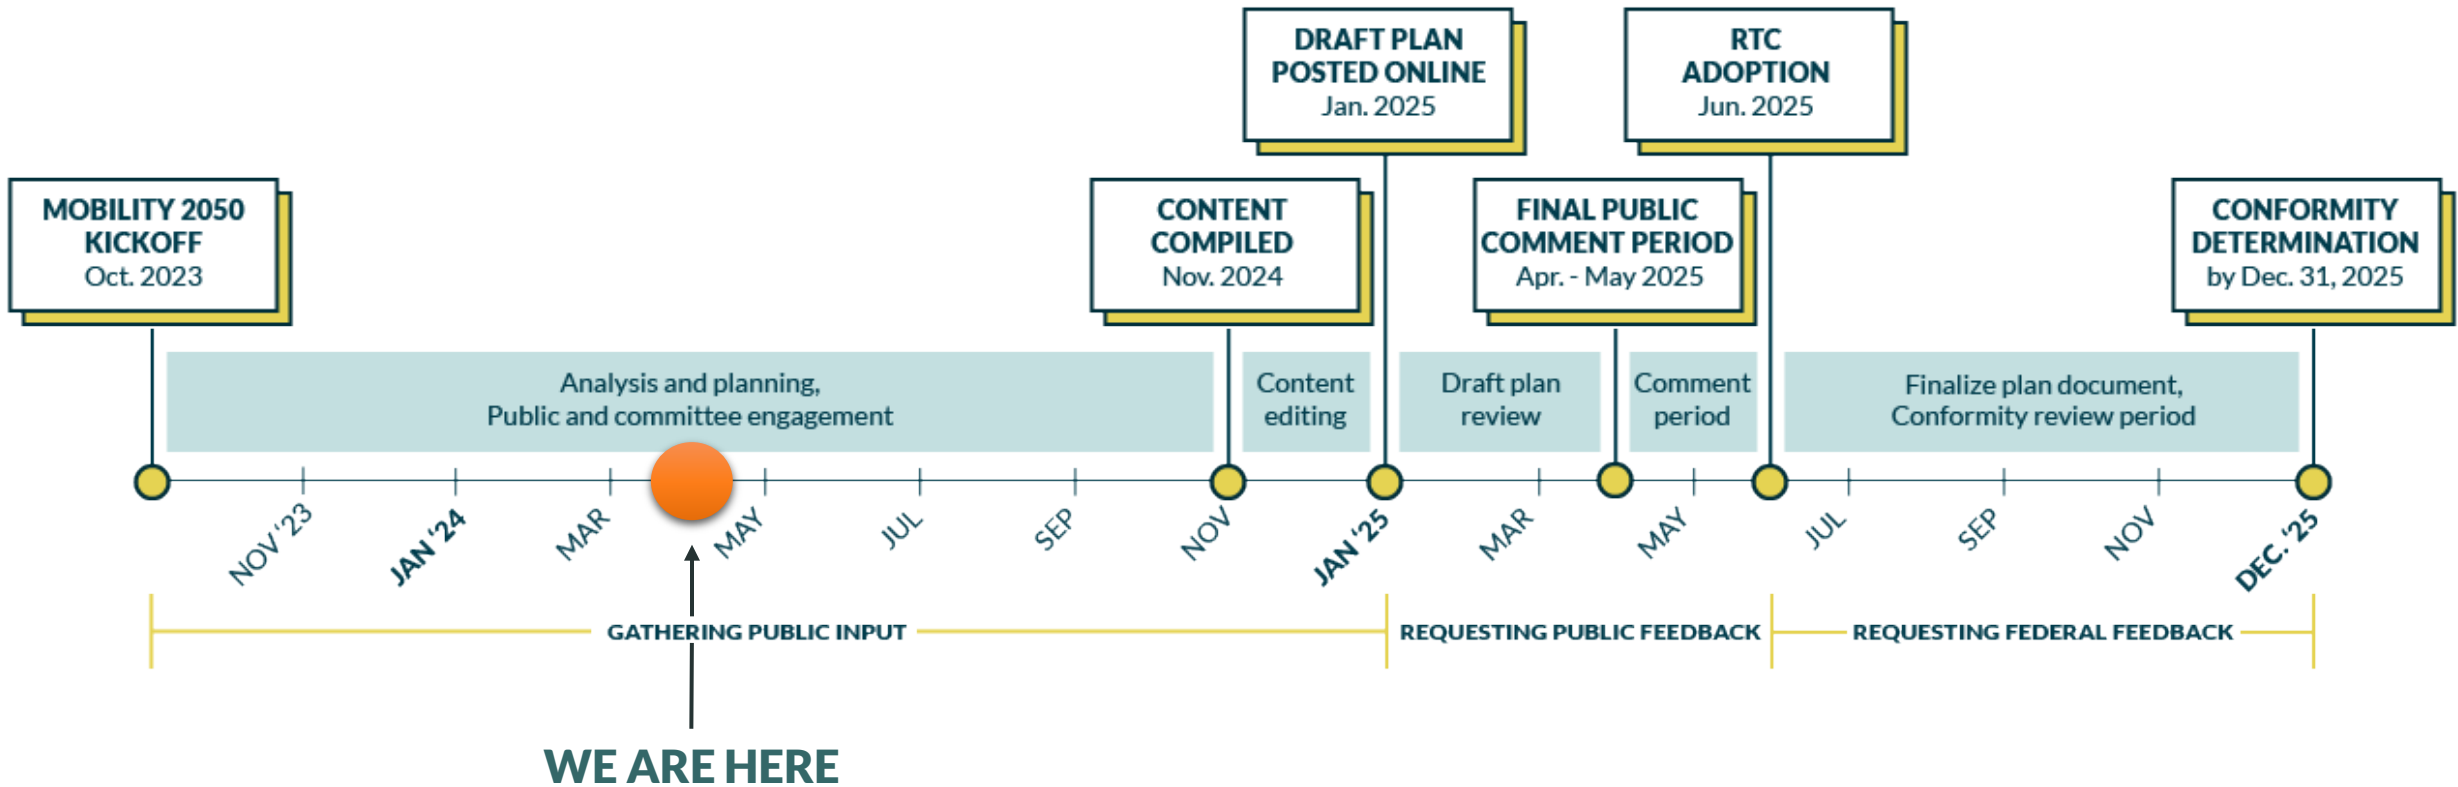 DRAFT PLAN
POSTED ONLINE
Jan. 2025
RTC
ADOPTION
Jun. 2025
MOBILITY 2050
KICKOFF
Oct. 2023
CONTENT
COMPILED
Nov. 2024
FINAL PUBLIC
COMMENT PERIOD
Apr. - May 2025
CONFORMITY
DETERMINATION
by Dec. 31, 2025
Analysis and planning,
Public and committee engagement
Content
editing
Draft plan
review
Comment
period
Finalize plan document,
Conformity review period
NOV ‘23
JAN ‘24
MAR
MAY
JUL
SEP
NOV
JAN ‘25
MAR
MAY
JUL
SEP
NOV
DEC. ‘25
GATHERING PUBLIC INPUT
REQUESTING PUBLIC FEEDBACK
REQUESTING FEDERAL FEEDBACK
WE ARE HERE